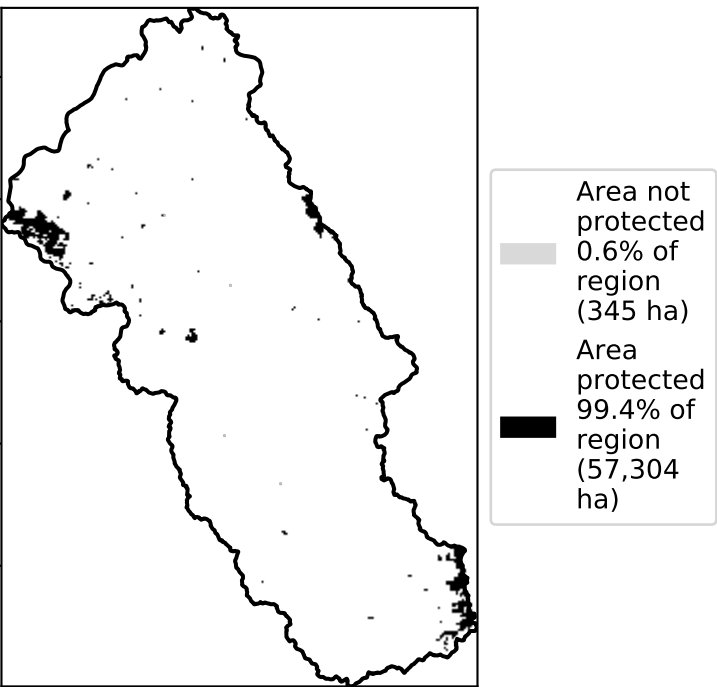 Area not
protected
0.6% of
region
(345 ha)
Area
protected
99.4% of
region
(57,304
ha)